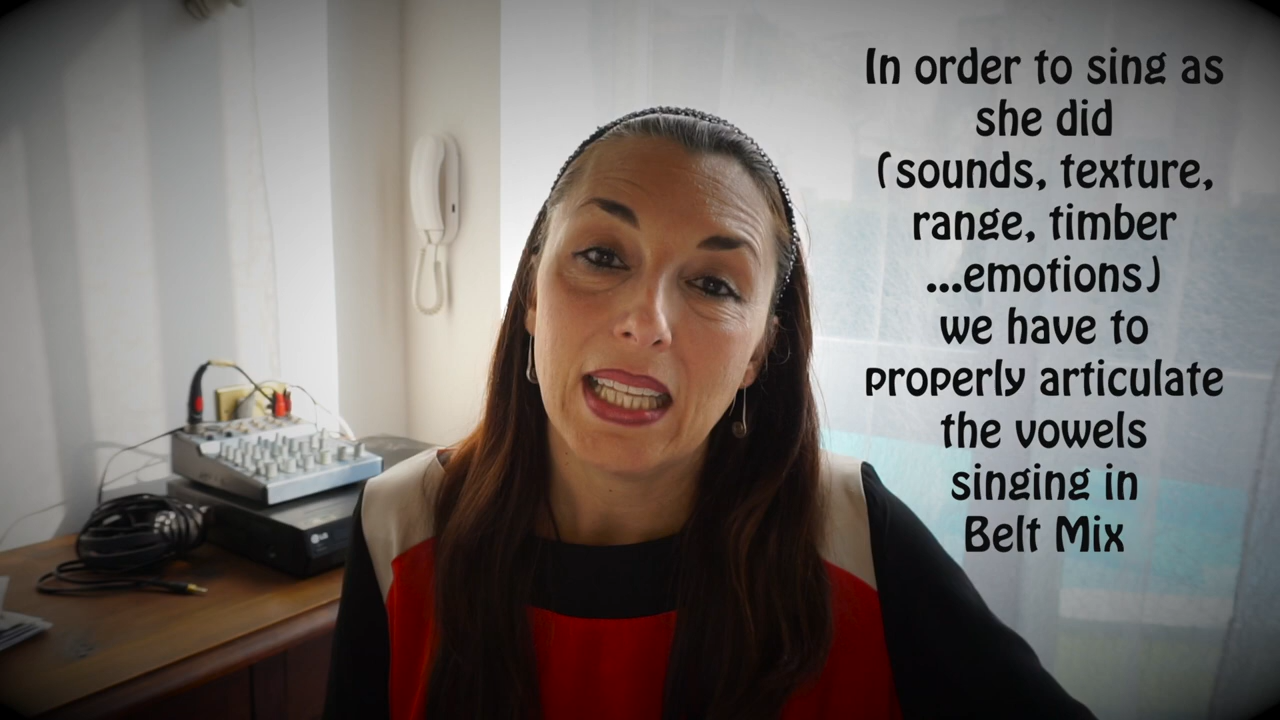 In order to sing as
she did
(sounds, texture,
range, timber
...emotions)
we have to
properly articulate
the vowels
singing in
Belt Mix
LG